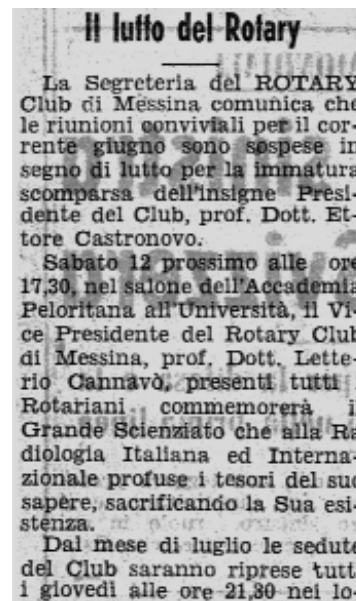 Il lutto del Rotary
La Segreteria del ROTARY
Club di Messina comunica che
le riunioni conviviali per il cor-
rente giugno sono sospese in
segno di lutto per la immatura
scomparsa dell'insigne Presi-
dente del Club, prof. Dott. Et-
tore Castronovo.
Sabato 12 prossimo alle ore
17,30, nel salone dell'Accademia
Peloritana all'Università, il Vi-
ce Presidente del Rotary Club
di Messina, prof. Dott. Lette-
rio Cannavò, presenti tutti i
Rotariani commemorerà il
Grande Scienziato che alla Ra
diologia Italiana ed Interna-
zionale profuse i tesori del suo
sapere, sacrificando la Sua esi-
stenza.
Dal mese di luglio le sedute
del Club saranno riprese tutt
i giovedì alle ore 21,30 nei lo-